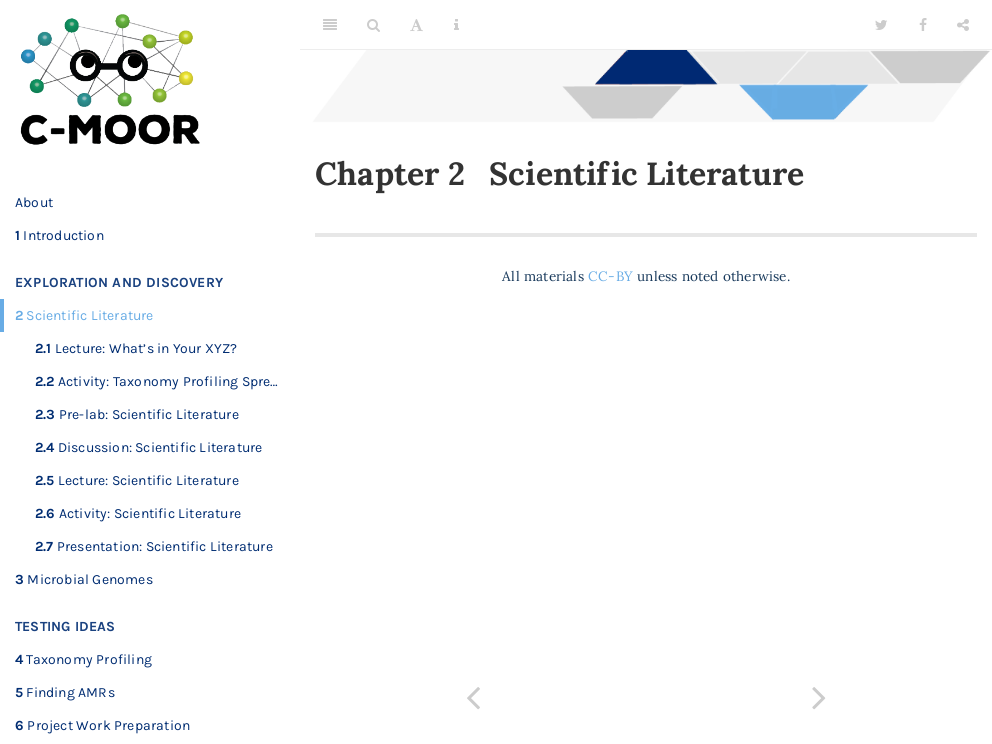 C-MOOR
About
1 Introduction
EXPLORATION AND DISCOVERY
2 Scientific Literature
2.1 Lecture: What's in Your XYZ?
2.2 Activity: Taxonomy Profiling Spre...
2.3 Pre-lab: Scientific Literature
2.4 Discussion: Scientific Literature
2.5 Lecture: Scientific Literature
2.6 Activity: Scientific Literature
2.7 Presentation: Scientific Literature
3 Microbial Genomes
TESTING IDEAS
4 Taxonomy Profiling
5 Finding AMRs
6 Project Work Preparation
Chapter 2 Scientific Literature
All materials CC-BY unless noted otherwise.